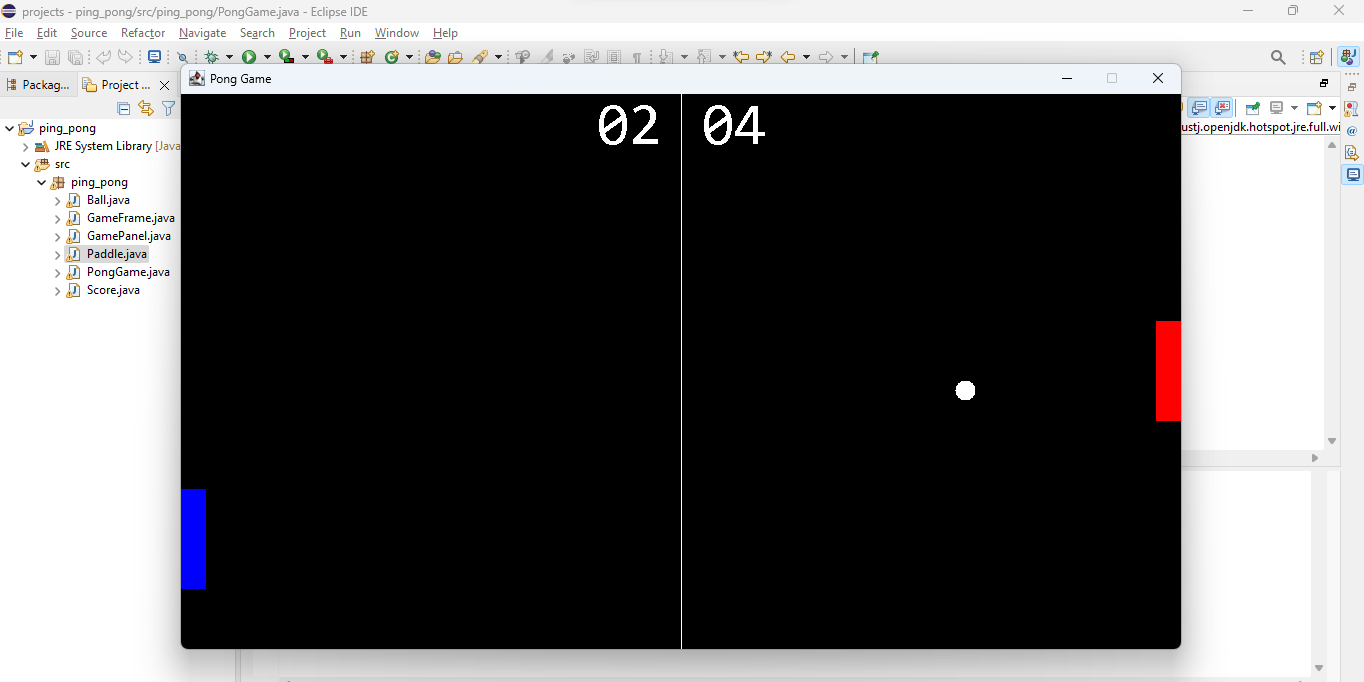 projects - ping_pong/src/ping_pong/PongGame.java - Eclipse IDE
File Edit Source Refactor Navigate Search Project Run Window Help
Packag... Project ...
Pong Game
ping_pong
JRE System Library [Java
src
ping_pong
Ball.java
GameFrame.java
GamePanel.java
Paddle.java
PongGame.java
Score.java
02 04
ustj.openjdk.hotspot.jre.full.wi